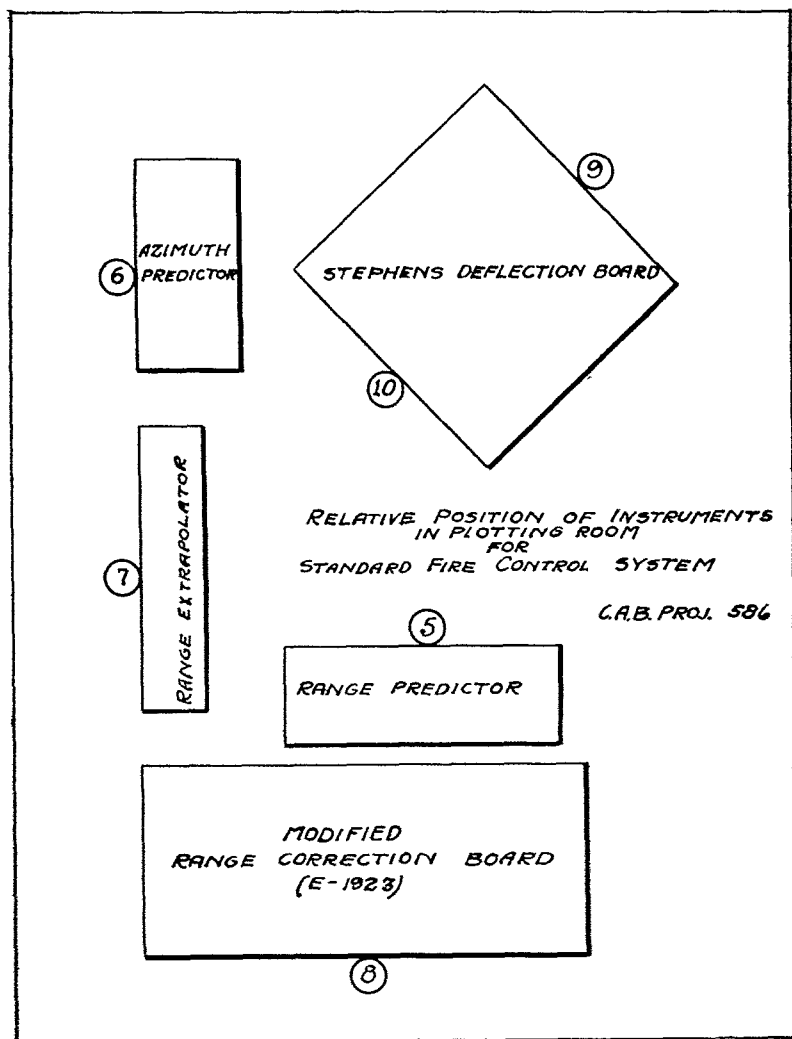 9
6
AZIMUTH
PREDICTOR
STEPHENS DEFLECTION BOARD
10
7
RANGE EXTRAPOLATOR
RELATIVE POSITION OF INSTRUMENTS
IN PLOTTING ROOM
FOR
STANDARD FIRE CONTROL SYSTEM
C.A.B. PROJ. 586
5
RANGE PREDICTOR
MODIFIED
RANGE CORRECTION BOARD
(E-1923)
8